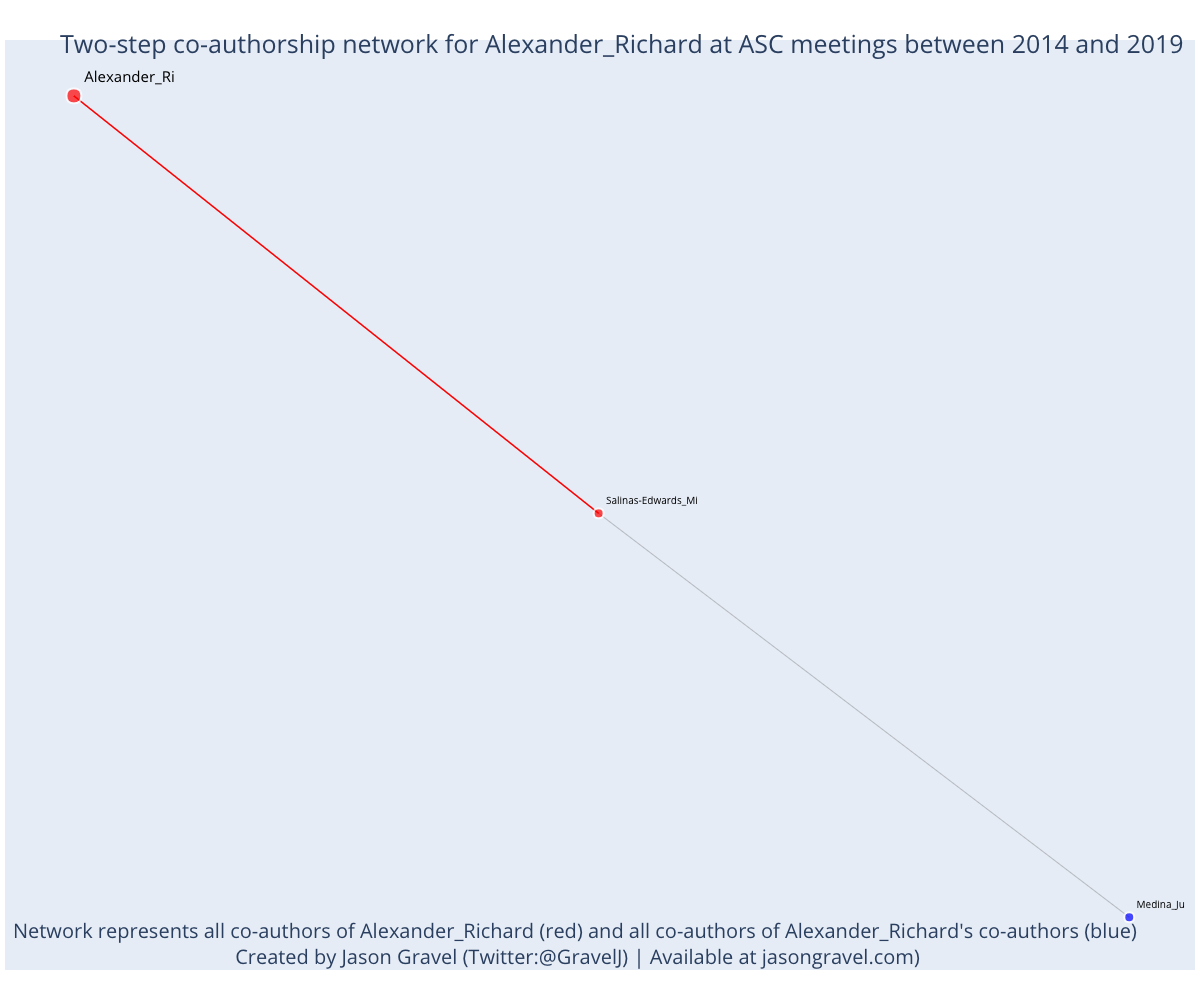 Two-step co-authorship network for Alexander_Richard at ASC meetings between 2014 and 2019
Alexander_Ri
Salinas-Edwards_Mi
Medina_Ju
Network represents all co-authors of Alexander_Richard (red) and all co-authors of Alexander_Richard's co-authors (blue)
Created by Jason Gravel (Twitter:@GravelJ) | Available at jasongravel.com)